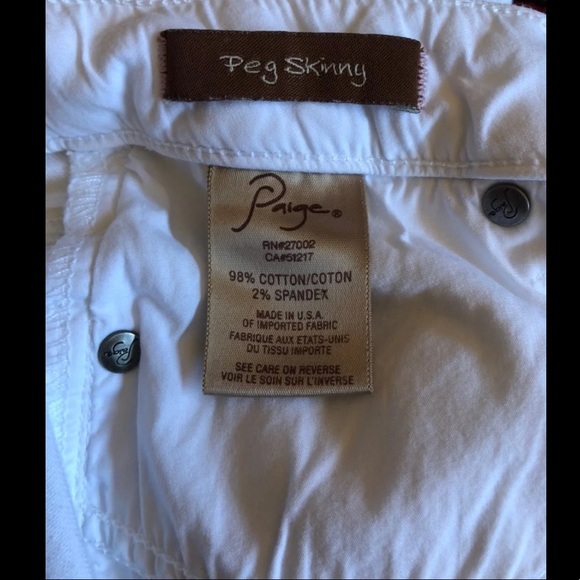 Peg Skinny
Paige®
RN#27002
CA#51217
98% COTTON/COTON
2% SPANDEX
MADE IN U.S.A.
OF IMPORTED FABRIC
FABRIQUE AUX ETATS-UNIS
DU TISSU IMPORTE
SEE CARE ON REVERSE
VOIR LE SOIN SUR L'INVERSE